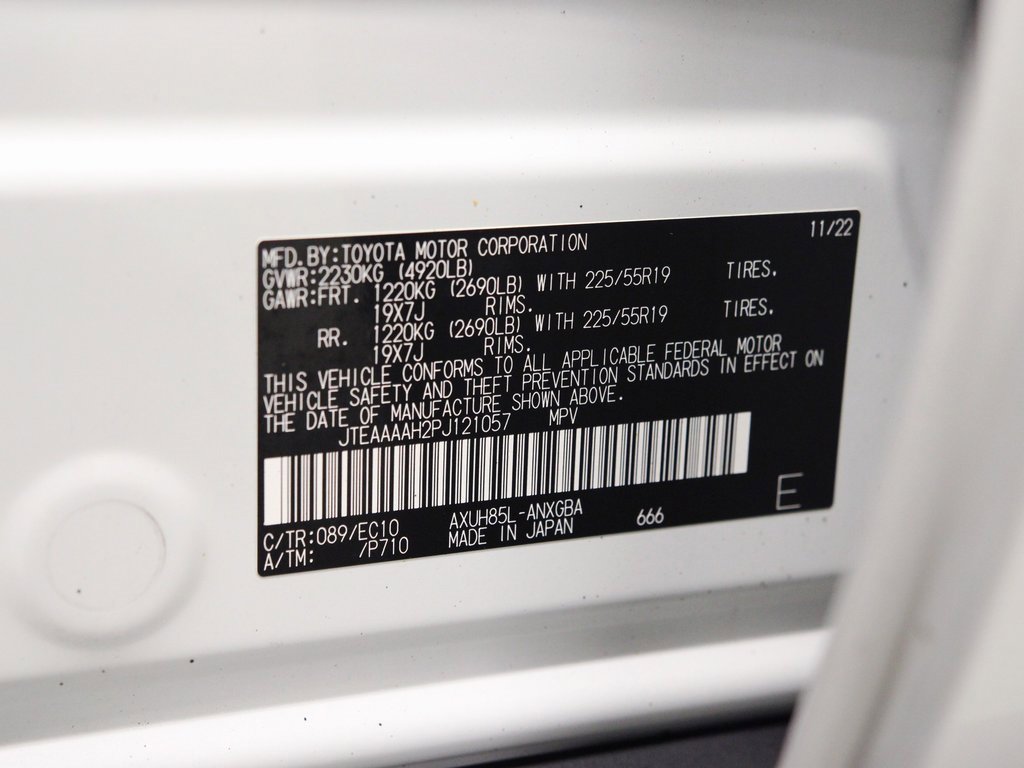 11/22
MFD. BY: TOYOTA MOTOR CORPORATION
GVWR: 2230KG (4920LB)
GAWR: FRT. 1220KG (2690LB) WITH 225/55R19 TIRES.
19X7J RIMS.
RR. 1220KG (2690LB) WITH 225/55R19 TIRES.
19X7J RIMS.
THIS VEHICLE CONFORMS TO ALL APPLICABLE FEDERAL MOTOR
VEHICLE SAFETY AND THEFT PREVENTION STANDARDS IN EFFECT ON
THE DATE OF MANUFACTURE SHOWN ABOVE.
JTEAAAAH2PJ121057 MPV
E
C/TR: 089/EC10 AXUH85L-ANXGBA 666
A/TM: /P710 MADE IN JAPAN